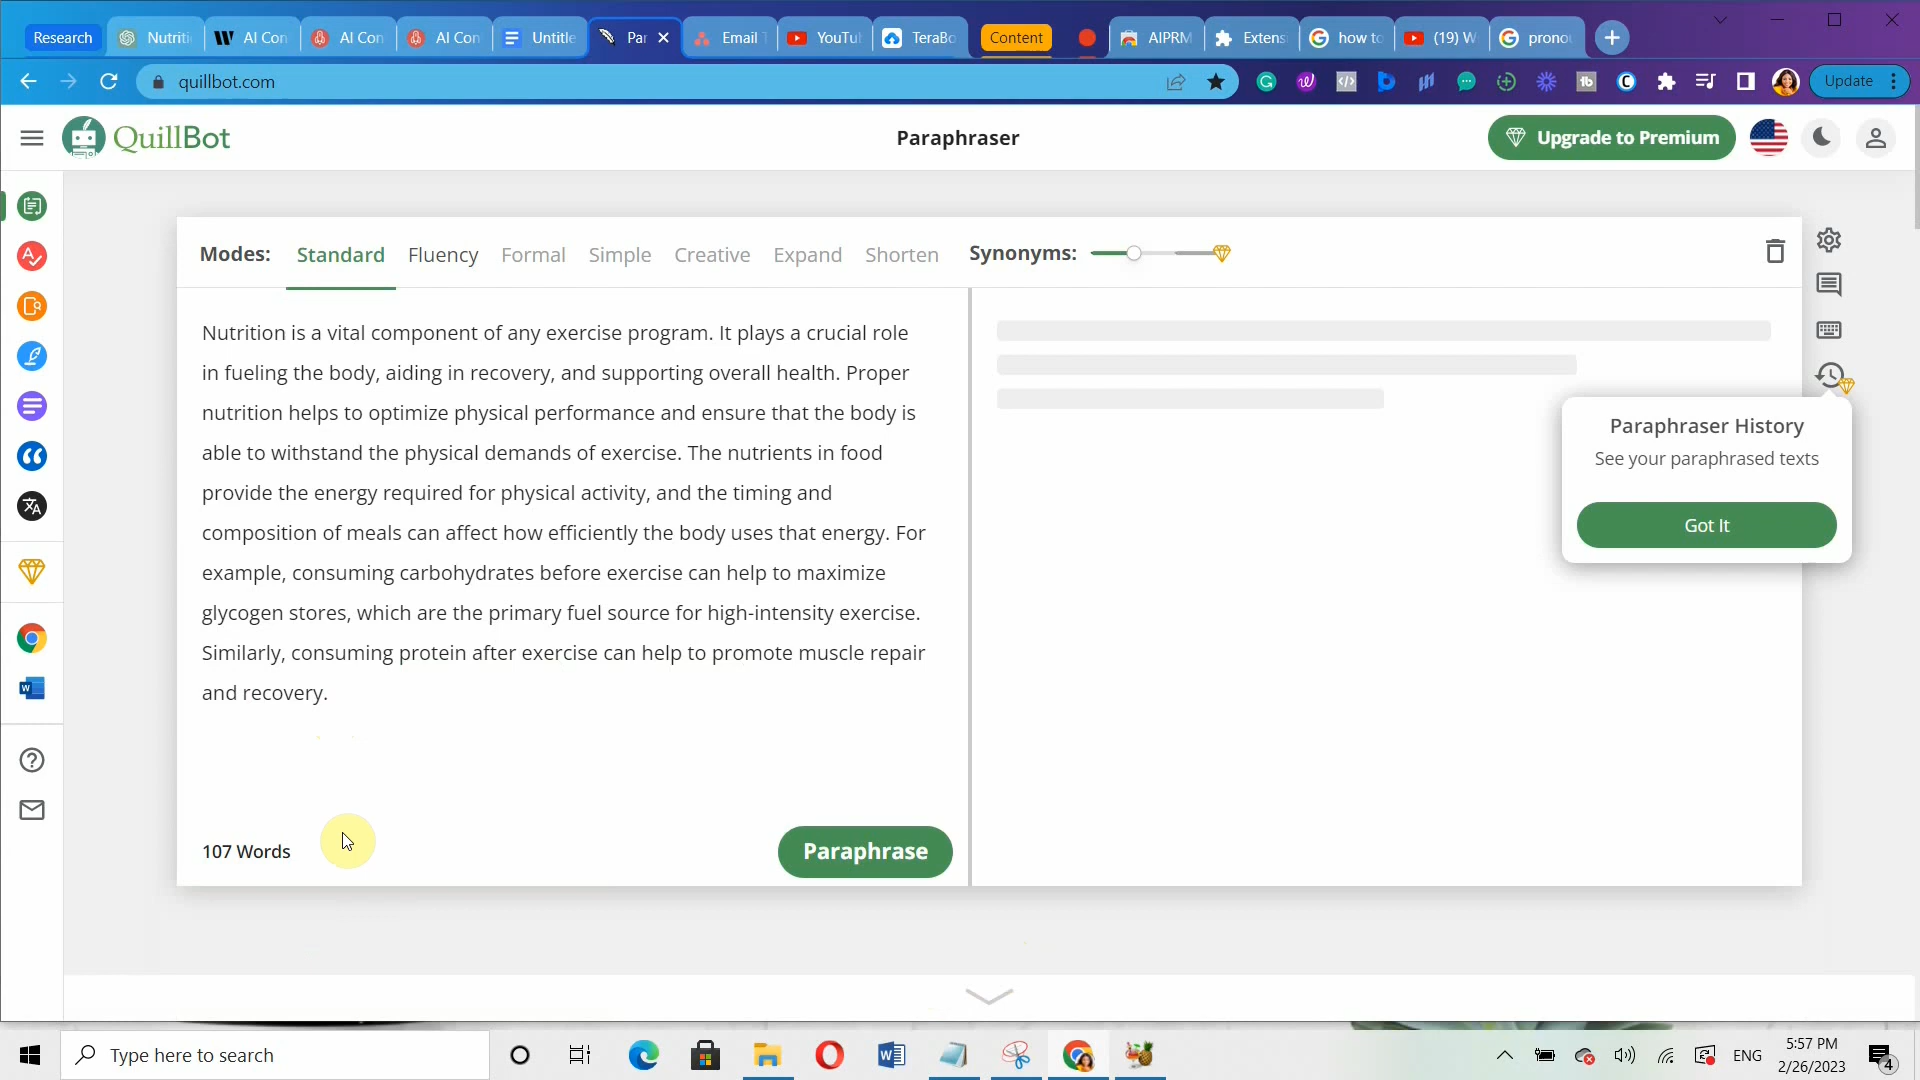 Research
Nutriti
AI Con
AI Con
AI Con
Untitle
Par
Email T
YouTu
TeraBo
Content
AIPRM
Extens
how to
(19) W
prono
quillbot.com
Update
QuillBot
Paraphraser
Upgrade to Premium
Modes: Standard Fluency Formal Simple Creative Expand Shorten Synonyms:
Nutrition is a vital component of any exercise program. It plays a crucial role
in fueling the body, aiding in recovery, and supporting overall health. Proper
nutrition helps to optimize physical performance and ensure that the body is
able to withstand the physical demands of exercise. The nutrients in food
provide the energy required for physical activity, and the timing and
composition of meals can affect how efficiently the body uses that energy. For
example, consuming carbohydrates before exercise can help to maximize
glycogen stores, which are the primary fuel source for high-intensity exercise.
Similarly, consuming protein after exercise can help to promote muscle repair
and recovery.
Paraphraser History
See your paraphrased texts
Got It
107 Words
Paraphrase
Type here to search
ENG
5:57 PM
2/26/2023
4